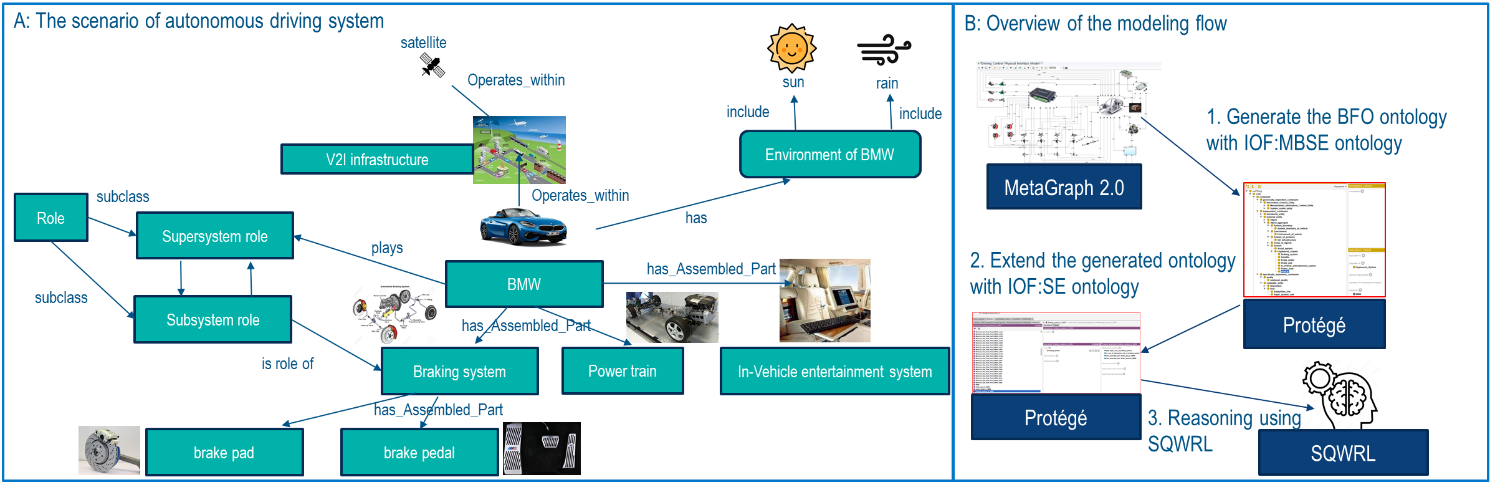 A: The scenario of autonomous driving system
satellite
Operates_within
sun
rain
include
include
V2I infrastructure
Environment of BMW
Operates_within
subclass
Role
has
Supersystem role
plays
has_Assembled_Part
BMW
subclass
Subsystem role
has_Assembled_Part
is role of
Braking system
Power train
In-Vehicle entertainment system
has_Assembled_Part
brake pad
brake pedal
B: Overview of the modeling flow
1. Generate the BFO ontology
with IOF:MBSE ontology
MetaGraph 2.0
2. Extend the generated ontology
with IOF:SE ontology
Protégé
Protégé
3. Reasoning using
SQWRL
SQWRL